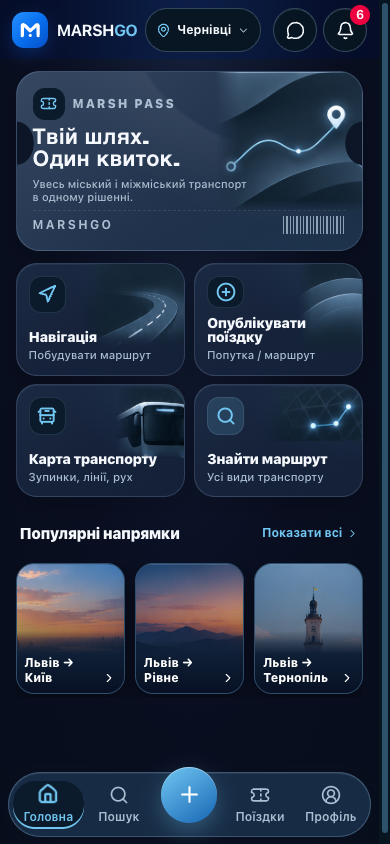 MARSHGO
Чернівці
6
MARSH PASS
Твій шлях.
Один квиток.
Увесь міський і міжміський транспорт
в одному рішенні.
MARSHGO
Навігація
Побудувати маршрут
Опублікувати
поїздку
Попутка / маршрут
Карта транспорту
Зупинки, лінії, рух
Знайти маршрут
Усі види транспорту
Популярні напрямки
Показати всі
Львів →
Київ
Львів →
Рівне
Львів →
Тернопіль
Головна
Пошук
Поїздки
Профіль